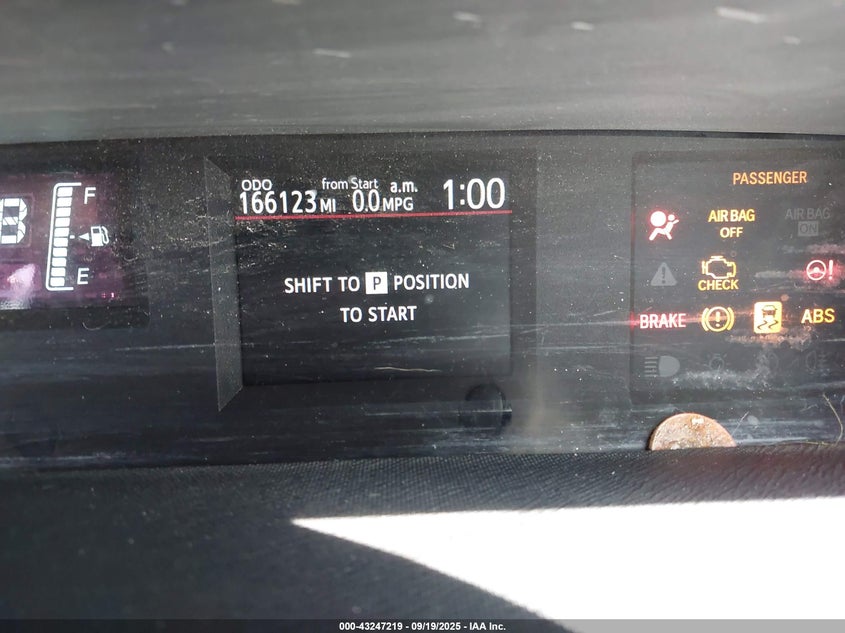 F
E
ODO from Start a.m.
166123 MI 0.0 MPG 1:00
SHIFT TO P POSITION
TO START
PASSENGER
AIR BAG
OFF
AIR BAG
ON
CHECK
BRAKE
ABS
000-43247219 - 09/19/2025 - IAA Inc.